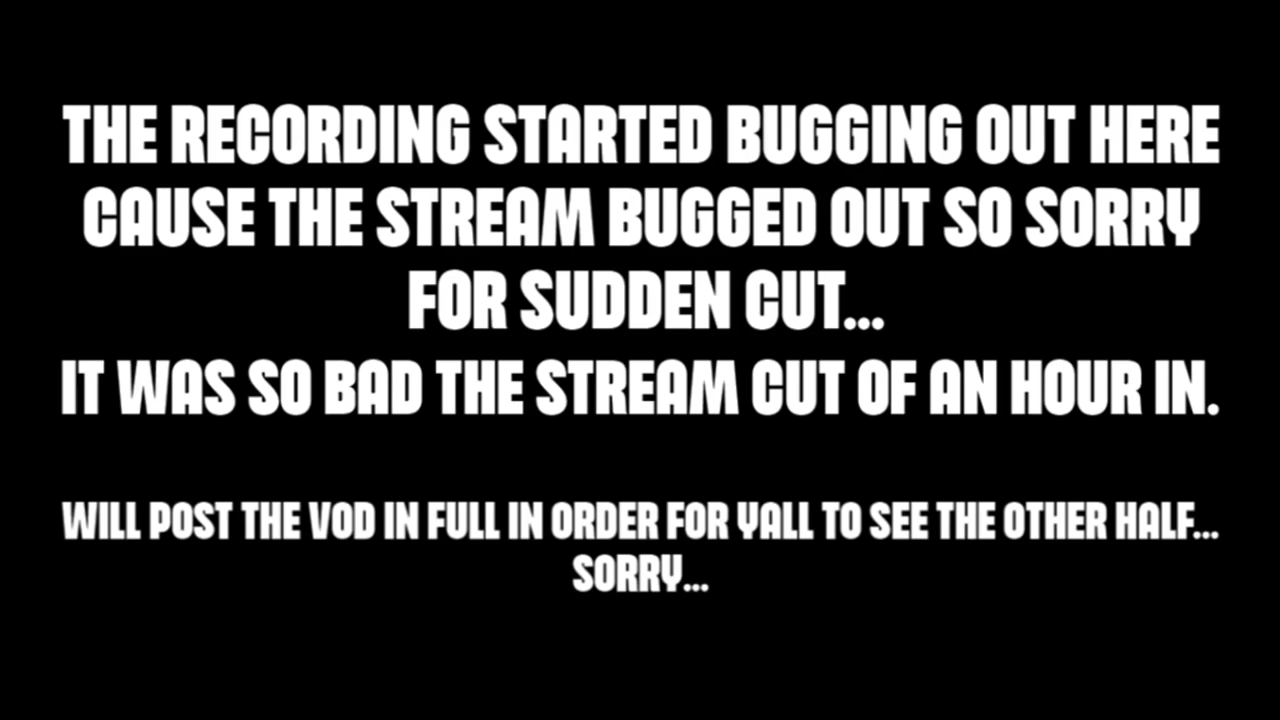 THE RECORDING STARTED BUGGING OUT HERE
CAUSE THE STREAM BUGGED OUT SO SORRY
FOR SUDDEN CUT...
IT WAS SO BAD THE STREAM CUT OF AN HOUR IN.
WILL POST THE VOD IN FULL IN ORDER FOR YALL TO SEE THE OTHER HALF...
SORRY...